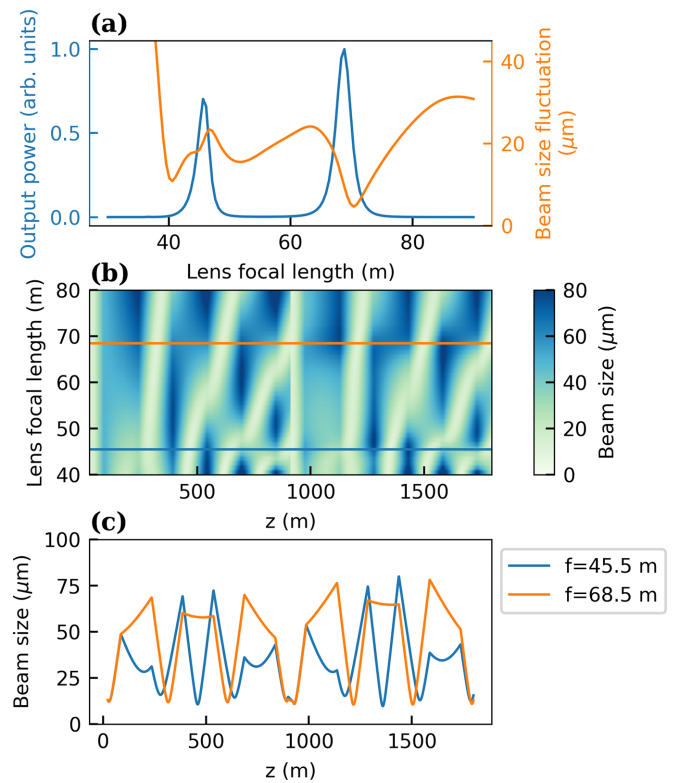 (a)
Output power (arb. units)
1.0
0.5
0.0
40
60
80
Lens focal length (m)
40
20
0
Beam size fluctuation
(μm)
(b)
Lens focal length (m)
80
70
60
50
40
500
1000
1500
z (m)
80
60
40
20
0
Beam size (μm)
(c)
Beam size (μm)
100
75
50
25
0
0
500
1000
1500
z (m)
f=45.5 m
f=68.5 m